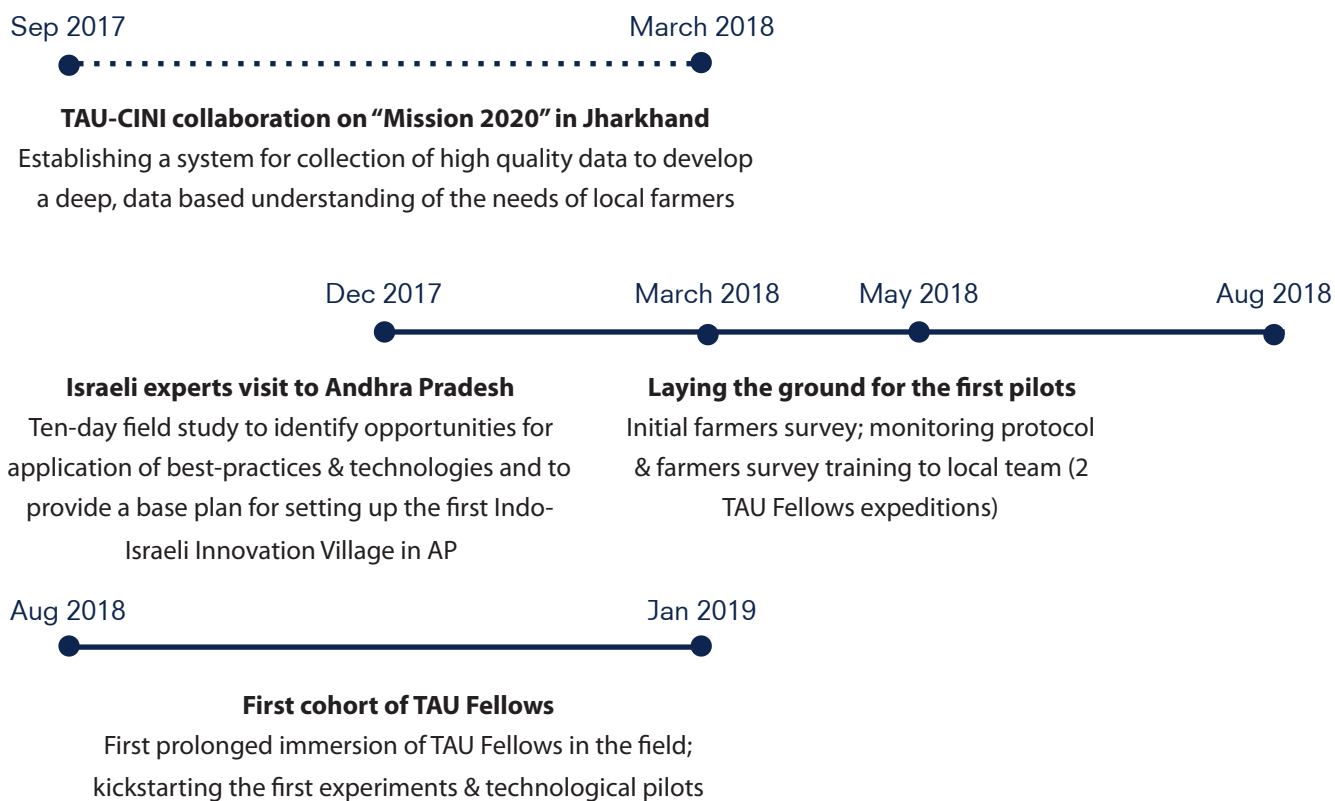 Sep 2017
March 2018
TAU-CINI collaboration on “Mission 2020” in Jharkhand
Establishing a system for collection of high quality data to develop
a deep, data based understanding of the needs of local farmers
Dec 2017
March 2018
May 2018
Aug 2018
Israeli experts visit to Andhra Pradesh
Ten-day field study to identify opportunities for
application of best-practices & technologies and to
provide a base plan for setting up the first Indo-
Israeli Innovation Village in AP
Laying the ground for the first pilots
Initial farmers survey; monitoring protocol
& farmers survey training to local team (2
TAU Fellows expeditions)
Aug 2018
Jan 2019
First cohort of TAU Fellows
First prolonged immersion of TAU Fellows in the field;
kickstarting the first experiments & technological pilots